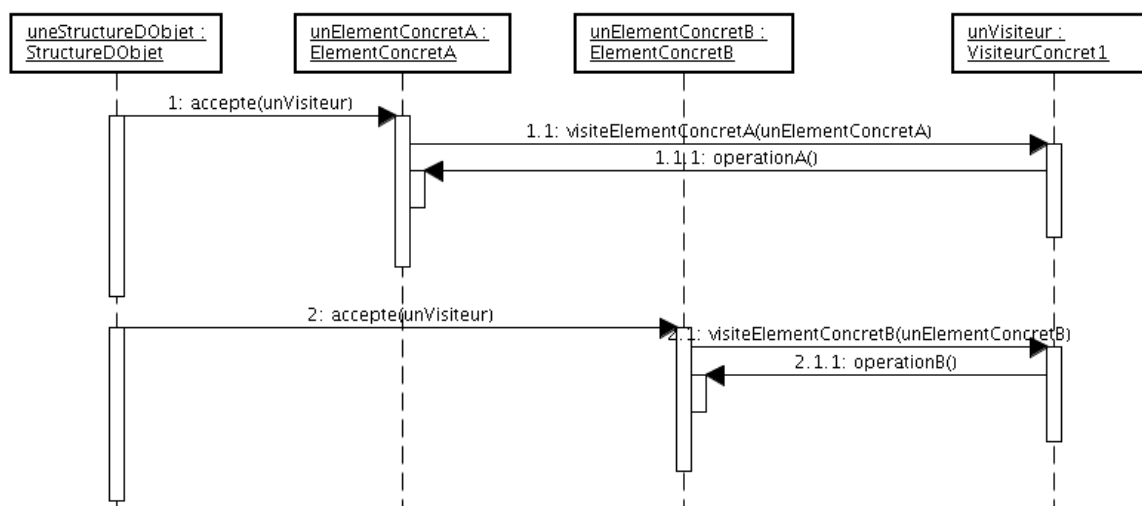 uneStructureDObjet :
StructureDObjet
unElementConcretA :
ElementConcretA
unElementConcretB :
ElementConcretB
unVisiteur :
VisiteurConcret1
1: accepte(unVisiteur)
1.1: visiteElementConcretA(unElementConcretA)
1.1.1: operationA()
2: accepte(unVisiteur)
2.1: visiteElementConcretB(unElementConcretB)
2.1.1: operationB()